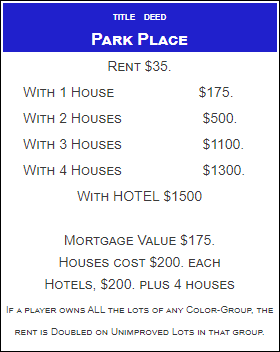 TITLE DEED
PARK PLACE
RENT $35.
WITH 1 HOUSE $175.
WITH 2 HOUSES $500.
WITH 3 HOUSES $1100.
WITH 4 HOUSES $1300.
WITH HOTEL $1500
MORTGAGE VALUE $175.
HOUSES COST $200. EACH
HOTELS, $200. PLUS 4 HOUSES
IF A PLAYER OWNS ALL THE LOTS OF ANY COLOR-GROUP, THE
RENT IS DOUBLED ON UNIMPROVED LOTS IN THAT GROUP.